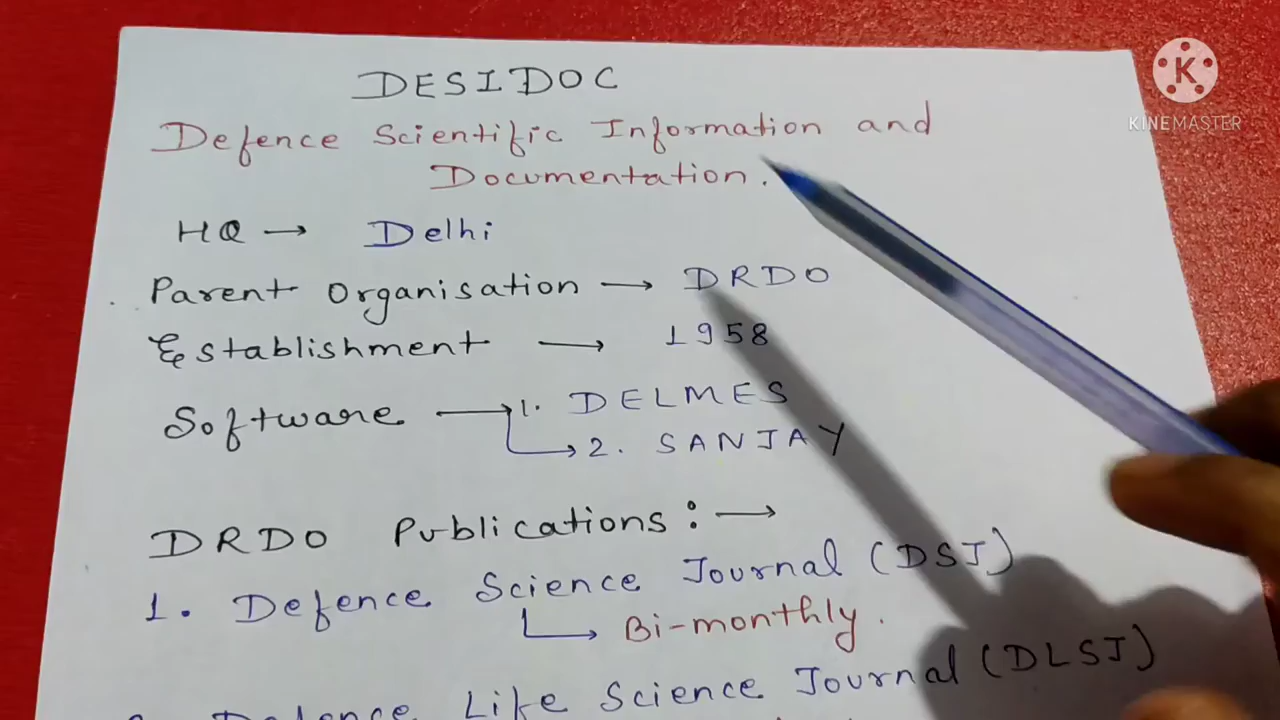 DESIDOC
Defence Scientific Information and
Documentation.
HQ → Delhi
Parent Organisation → DRDO
Establishment → 1958
Software → 1. DELMES
→ 2. SANJAY
DRDO Publications : →
1. Defence Science Journal (DSJ)
→ Bi-monthly.
Defence Life Science Journal (DLSJ)
K
KINEMASTER